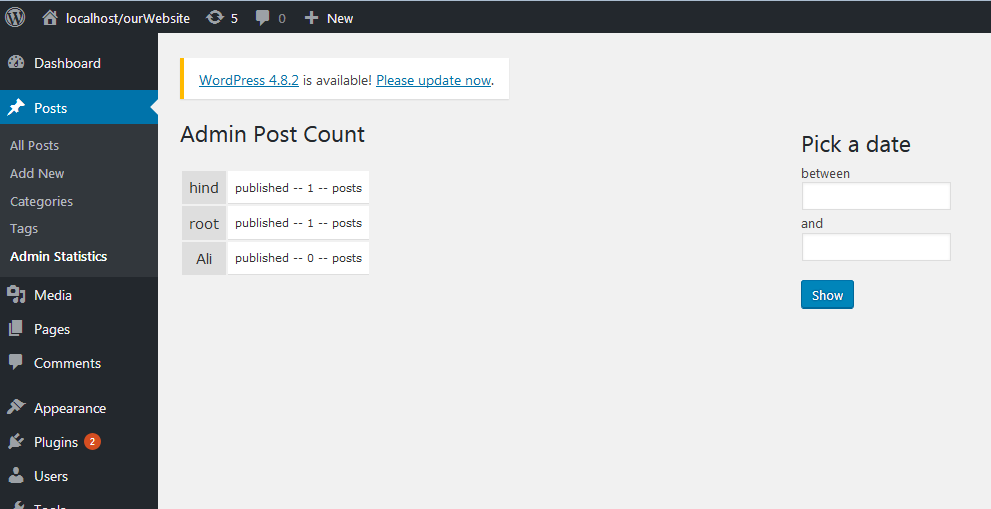 localhost/ourWebsite 5 0 New
Dashboard
Posts
All Posts
Add New
Categories
Tags
Admin Statistics
Media
Pages
Comments
Appearance
Plugins 2
Users
Tools
WordPress 4.8.2 is available! Please update now.
Admin Post Count
hind published -- 1 -- posts
root published -- 1 -- posts
Ali published -- 0 -- posts
Pick a date
between
and
Show